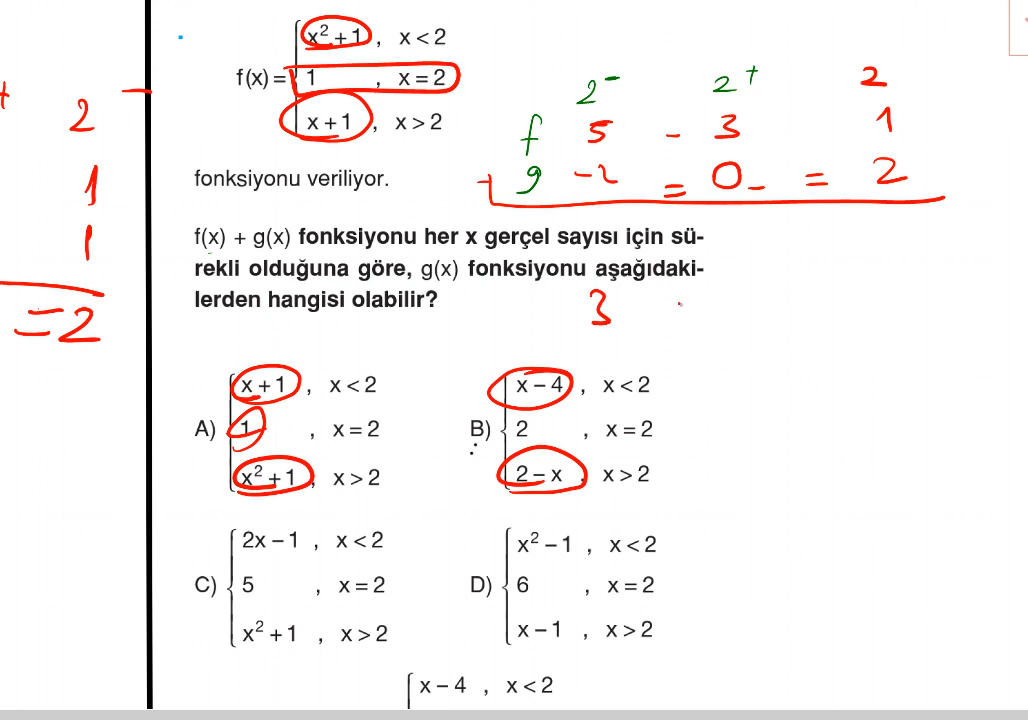 x² + 1 , x < 2
f(x) = 1 , x = 2
x + 1 , x > 2
fonksiyonu veriliyor.
f(x) + g(x) fonksiyonu her x gerçel sayısı için sü-
rekli olduğuna göre, g(x) fonksiyonu aşağıdaki-
lerden hangisi olabilir?
2⁻ 2⁺ 2
f 5 - 3 1
+ g -2 = 0 - = 2
3
+ 2 -
1
1
=2
x + 1 , x < 2
A) 1 , x = 2
x² + 1 , x > 2
x – 4 , x < 2
B) 2 , x = 2
2 – x , x > 2
2x – 1 , x < 2
C) 5 , x = 2
x² + 1 , x > 2
x² – 1 , x < 2
D) 6 , x = 2
x – 1 , x > 2
x – 4 , x < 2